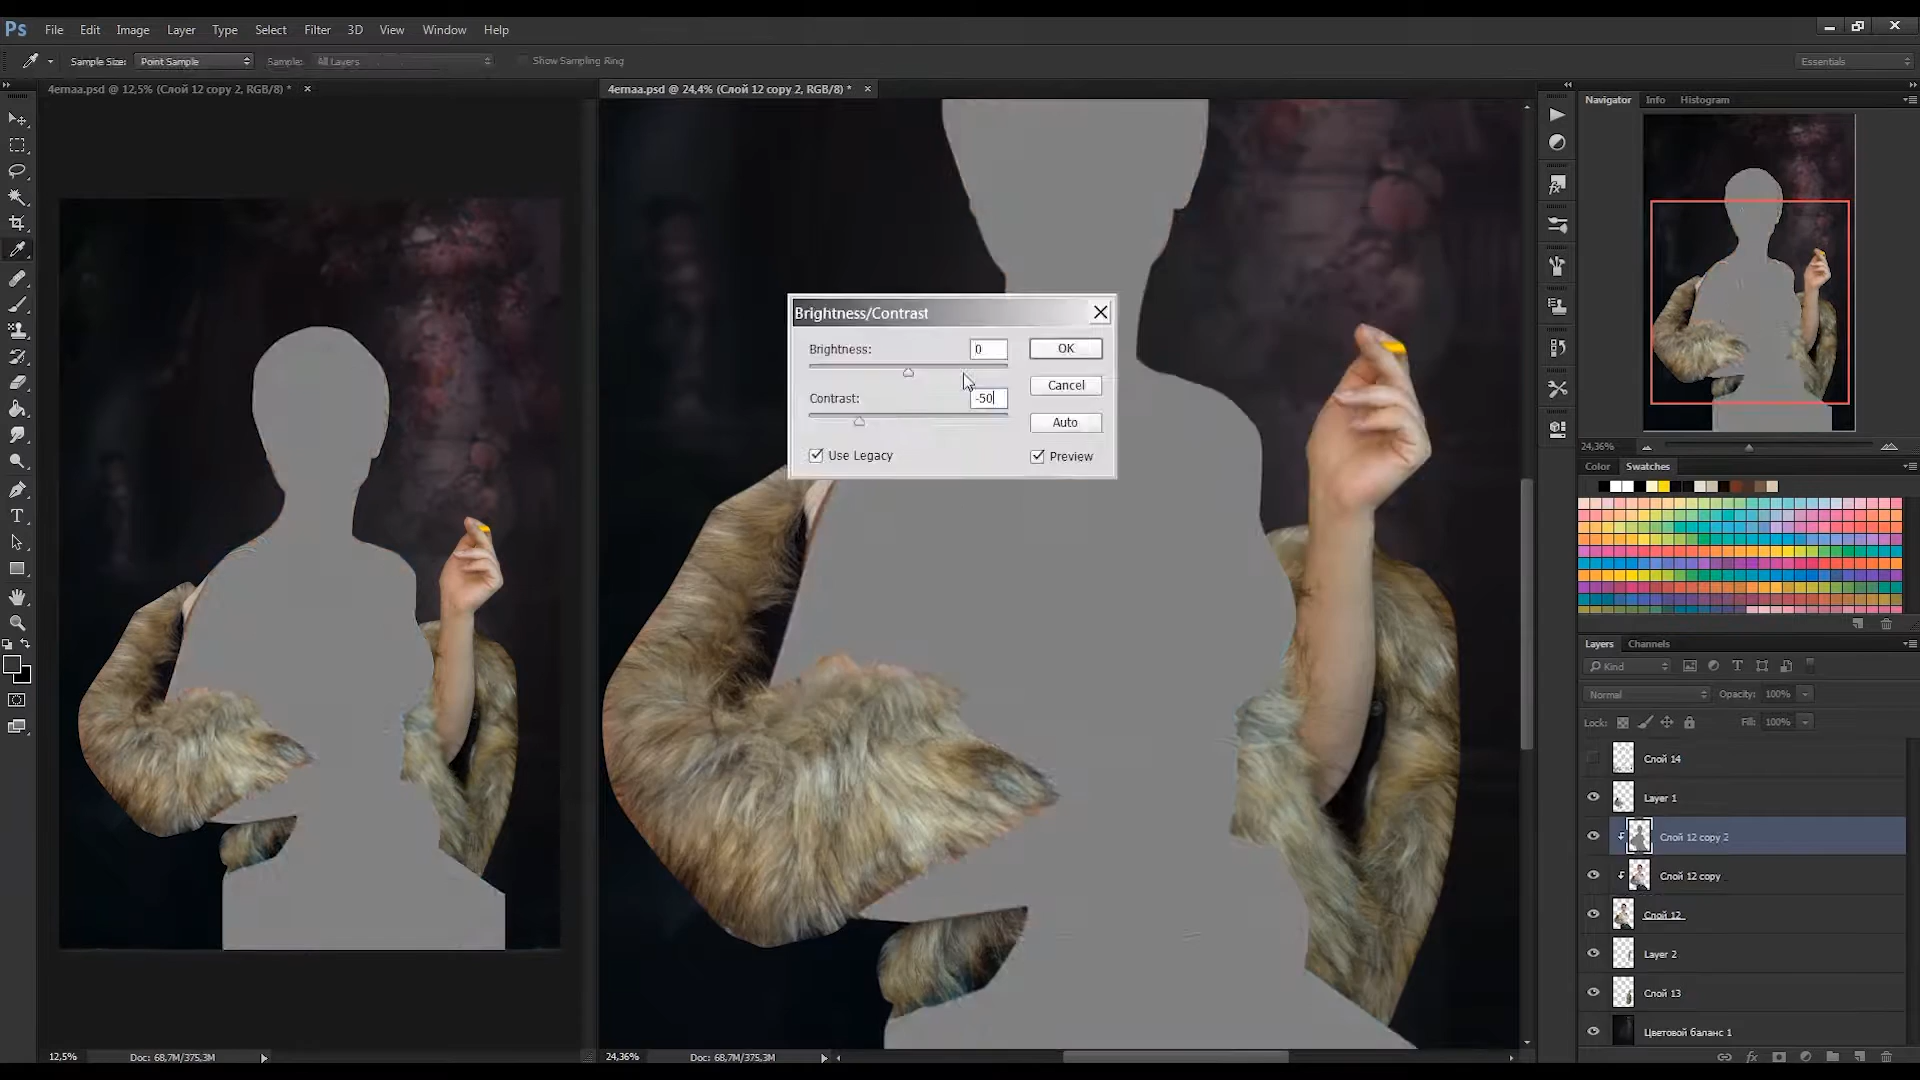 Ps File Edit Image Layer Type Select Filter 3D View Window Help
Sample Size: Point Sample Sample: All Layers Show Sampling Ring Essentials
4emaa.psd @ 12,5% (Слой 12 copy 2, RGB/8) * ×
4emaa.psd @ 24,4% (Слой 12 copy 2, RGB/8) * ×
Navigator Info Histogram
Brightness/Contrast
Brightness: 0 OK
Cancel
Contrast: -50
Auto
Use Legacy Preview
24,36%
Color Swatches
Layers Channels
Kind
Normal Opacity: 100%
Lock: Fill: 100%
Слой 14
Layer 1
Слой 12 copy 2
Слой 12 copy
Слой 12
Layer 2
Слой 13
Цветовой баланс 1
12,5% Doc: 68,7M/375,3M
24,36% Doc: 68,7M/375,3M